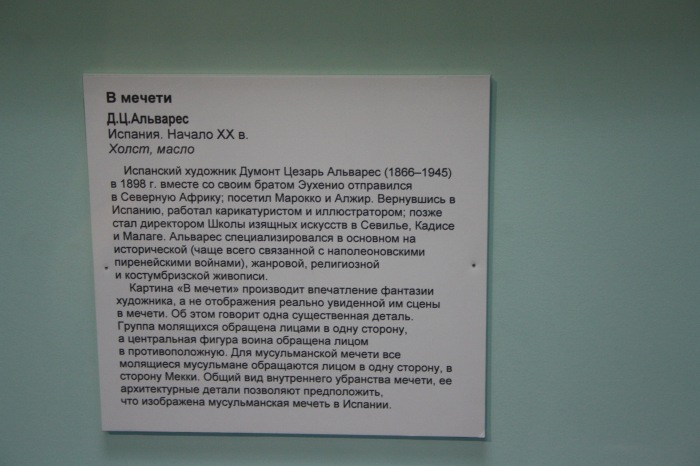 В мечети
Д.Ц.Альварес
Испания. Начало XX в.
Холст, масло
Испанский художник Думонт Цезарь Альварес (1866–1945)
в 1898 г. вместе со своим братом Эухенио отправился
в Северную Африку; посетил Марокко и Алжир. Вернувшись в
Испанию, работал карикатуристом и иллюстратором; позже
стал директором Школы изящных искусств в Севилье, Кадисе
и Малаге. Альварес специализировался в основном на
исторической (чаще всего связанной с наполеоновскими
пиренейскими войнами), жанровой, религиозной
и костумбризской живописи.
Картина «В мечети» производит впечатление фантазии
художника, а не отображения реально увиденной им сцены
в мечети. Об этом говорит одна существенная деталь.
Группа молящихся обращена лицами в одну сторону,
а центральная фигура воина обращена лицом
в противоположную. Для мусульманской мечети все
молящиеся мусульмане обращаются лицом в одну сторону, в
сторону Мекки. Общий вид внутреннего убранства мечети, ее
архитектурные детали позволяют предположить,
что изображена мусульманская мечеть в Испании.